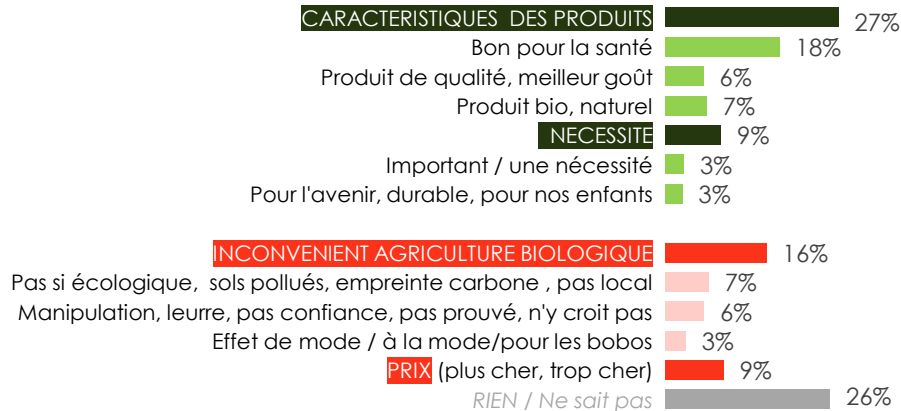 CARACTERISTIQUES DES PRODUITS 27%
Bon pour la santé 18%
Produit de qualité, meilleur goût 6%
Produit bio, naturel 7%
NECESSITE 9%
Important / une nécessité 3%
Pour l'avenir, durable, pour nos enfants 3%
INCONVENIENT AGRICULTURE BIOLOGIQUE 16%
Pas si écologique, sols pollués, empreinte carbone , pas local 7%
Manipulation, leurre, pas confiance, pas prouvé, n'y croit pas 6%
Effet de mode / à la mode/pour les bobos 3%
PRIX (plus cher, trop cher) 9%
RIEN / Ne sait pas 26%